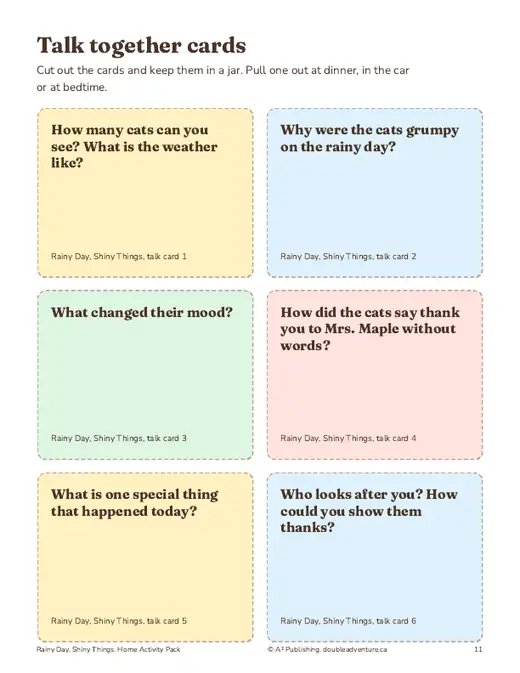 Talk together cards
Cut out the cards and keep them in a jar. Pull one out at dinner, in the car
or at bedtime.
How many cats can you
see? What is the weather
like?
Rainy Day, Shiny Things, talk card 1
Why were the cats grumpy
on the rainy day?
Rainy Day, Shiny Things, talk card 2
What changed their mood?
Rainy Day, Shiny Things, talk card 3
How did the cats say thank
you to Mrs. Maple without
words?
Rainy Day, Shiny Things, talk card 4
What is one special thing
that happened today?
Rainy Day, Shiny Things, talk card 5
Who looks after you? How
could you show them
thanks?
Rainy Day, Shiny Things, talk card 6
Rainy Day, Shiny Things. Home Activity Pack
© A² Publishing. doubleadventure.ca
11